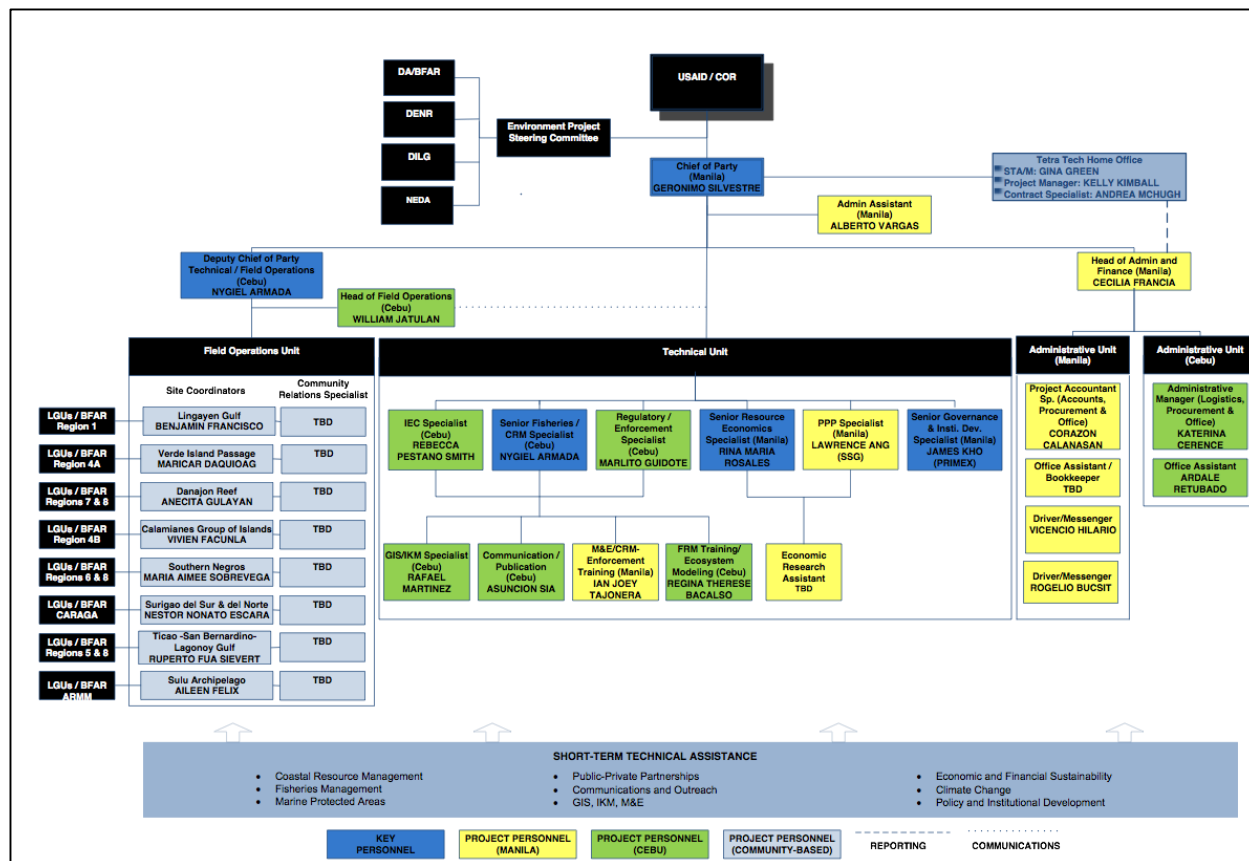 USAID / COR
DA/BFAR
DENR
DILG
NEDA
Environment Project
Steering Committee
Chief of Party
(Manila)
GERONIMO SILVESTRE
Tetra Tech Home Office
STA/M: GINA GREEN
Project Manager: KELLY KIMBALL
Contract Specialist: ANDREA MCHUGH
Admin Assistant
(Manila)
ALBERTO VARGAS
Deputy Chief of Party
Technical / Field Operations
(Cebu)
NYGIEL ARMADA
Head of Admin and
Finance (Manila)
CECILIA FRANCIA
Head of Field Operations
(Cebu)
WILLIAM JATULAN
Field Operations Unit
Site Coordinators
Community
Relations Specialist
LGUs / BFAR
Region 1
Lingayen Gulf
BENJAMIN FRANCISCO
TBD
LGUs / BFAR
Region 4A
Verde Island Passage
MARICAR DAQUIOAG
TBD
LGUs / BFAR
Regions 7 & 8
Danajon Reef
ANECITA GULAYAN
TBD
LGUs / BFAR
Region 4B
Calamianes Group of Islands
VIVIEN FACUNLA
TBD
LGUs / BFAR
Regions 6 & 8
Southern Negros
MARIA AIMEE SOBREVEGA
TBD
LGUs / BFAR
CARAGA
Surigao del Sur & del Norte
NESTOR NONATO ESCARA
TBD
LGUs / BFAR
Regions 5 & 8
Ticao -San Bernardino-
Lagonoy Gulf
RUPERTO FUA SIEVERT
TBD
LGUs / BFAR
ARMM
Sulu Archipelago
AILEEN FELIX
TBD
Technical Unit
IEC Specialist
(Cebu)
REBECCA
PESTANO SMITH
Senior Fisheries /
CRM Specialist
(Cebu)
NYGIEL ARMADA
Regulatory /
Enforcement
Specialist
(Cebu)
MARLITO GUIDOTE
Senior Resource
Economics
Specialist (Manila)
RINA MARIA
ROSALES
PPP Specialist
(Manila)
LAWRENCE ANG
(SSG)
Senior Governance
& Insti. Dev.
Specialist (Manila)
JAMES KHO
(PRIMEX)
GIS/IKM Specialist
(Cebu)
RAFAEL
MARTINEZ
Communication /
Publication
(Cebu)
ASUNCION SIA
M&E/CRM-
Enforcement
Training (Manila)
IAN JOEY
TAJONERA
FRM Training/
Ecosystem
Modeling (Cebu)
REGINA THERESE
BACALSO
Economic
Research
Assistant
TBD
Administrative Unit
(Manila)
Project Accountant
Sp. (Accounts,
Procurement &
Office)
CORAZON
CALANASAN
Office Assistant /
Bookkeeper
TBD
Driver/Messenger
VICENCIO HILARIO
Driver/Messenger
ROGELIO BUCSIT
Administrative Unit
(Cebu)
Administrative
Manager (Logistics,
Procurement &
Office)
KATERINA
CERENCE
Office Assistant
ARDALE
RETUBADO
SHORT-TERM TECHNICAL ASSISTANCE
• Coastal Resource Management
• Fisheries Management
• Marine Protected Areas
• Public-Private Partnerships
• Communications and Outreach
• GIS, IKM, M&E
• Economic and Financial Sustainability
• Climate Change
• Policy and Institutional Development
KEY
PERSONNEL
PROJECT PERSONNEL
(MANILA)
PROJECT PERSONNEL
(CEBU)
PROJECT PERSONNEL
(COMMUNITY-BASED)
REPORTING
COMMUNICATIONS